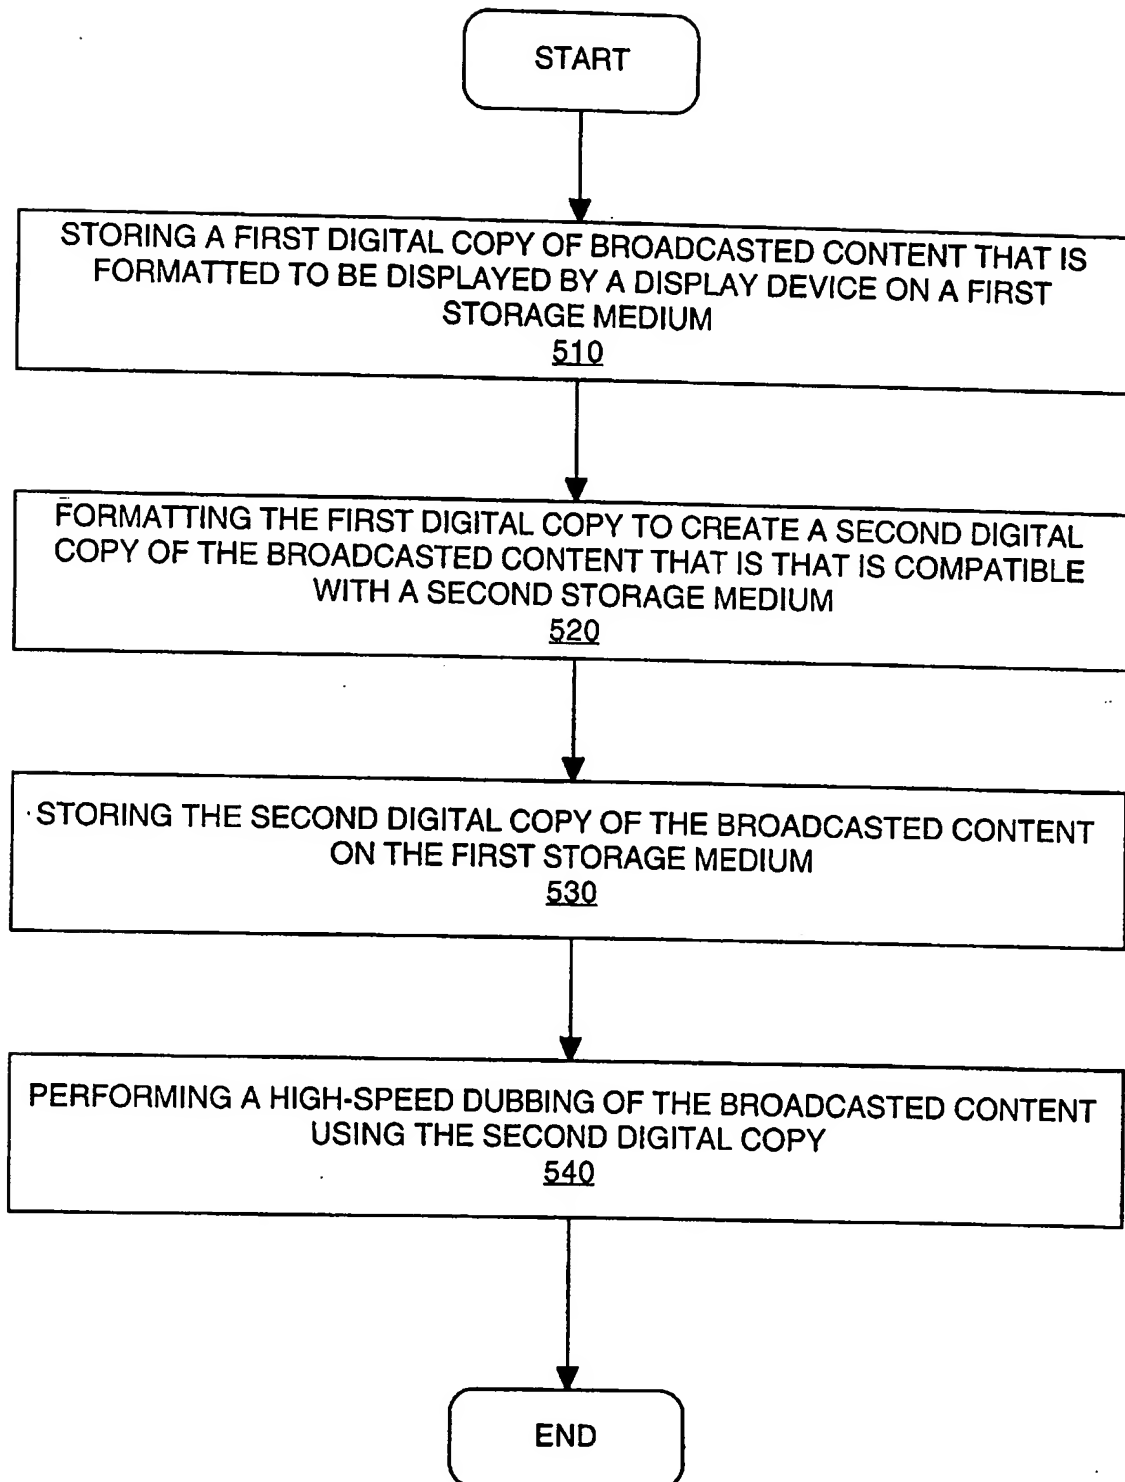 START
STORING A FIRST DIGITAL COPY OF BROADCASTED CONTENT THAT IS
FORMATTED TO BE DISPLAYED BY A DISPLAY DEVICE ON A FIRST
STORAGE MEDIUM
510
FORMATTING THE FIRST DIGITAL COPY TO CREATE A SECOND DIGITAL
COPY OF THE BROADCASTED CONTENT THAT IS THAT IS COMPATIBLE
WITH A SECOND STORAGE MEDIUM
520
STORING THE SECOND DIGITAL COPY OF THE BROADCASTED CONTENT
ON THE FIRST STORAGE MEDIUM
530
PERFORMING A HIGH-SPEED DUBBING OF THE BROADCASTED CONTENT
USING THE SECOND DIGITAL COPY
540
END